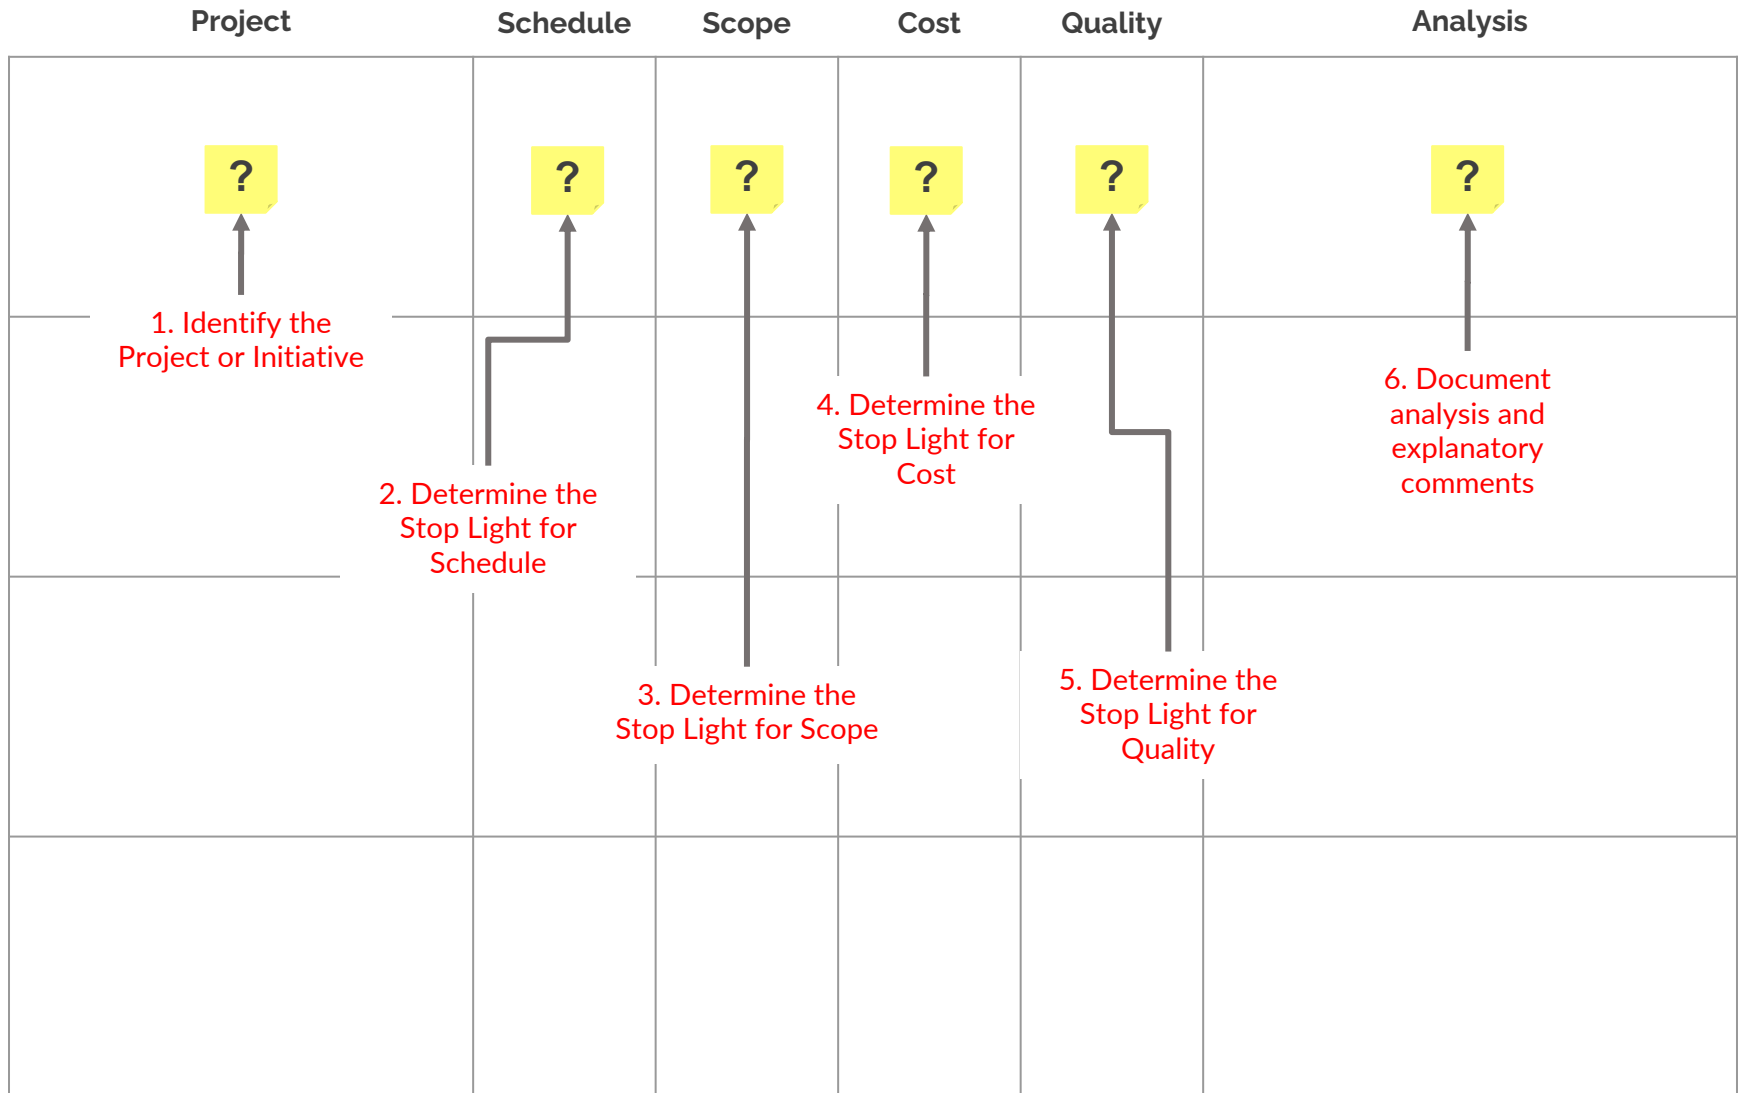 Project
Schedule
Scope
Cost
Quality
Analysis
?
?
?
?
?
?
1. Identify the
Project or Initiative
2. Determine the
Stop Light for
Schedule
3. Determine the
Stop Light for Scope
4. Determine the
Stop Light for
Cost
5. Determine the
Stop Light for
Quality
6. Document
analysis and
explanatory
comments